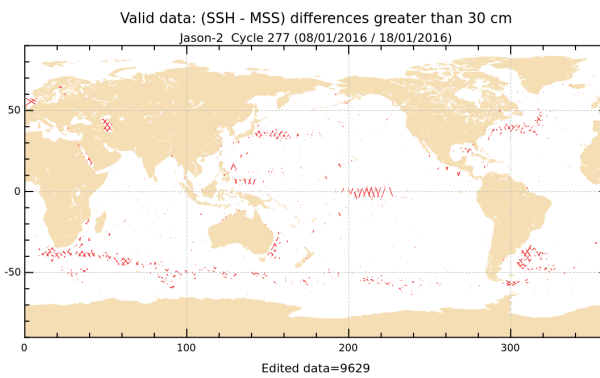 Valid data: (SSH - MSS) differences greater than 30 cm
Jason-2 Cycle 277 (08/01/2016 / 18/01/2016)
50
0
-50
0 100 200 300
Edited data=9629